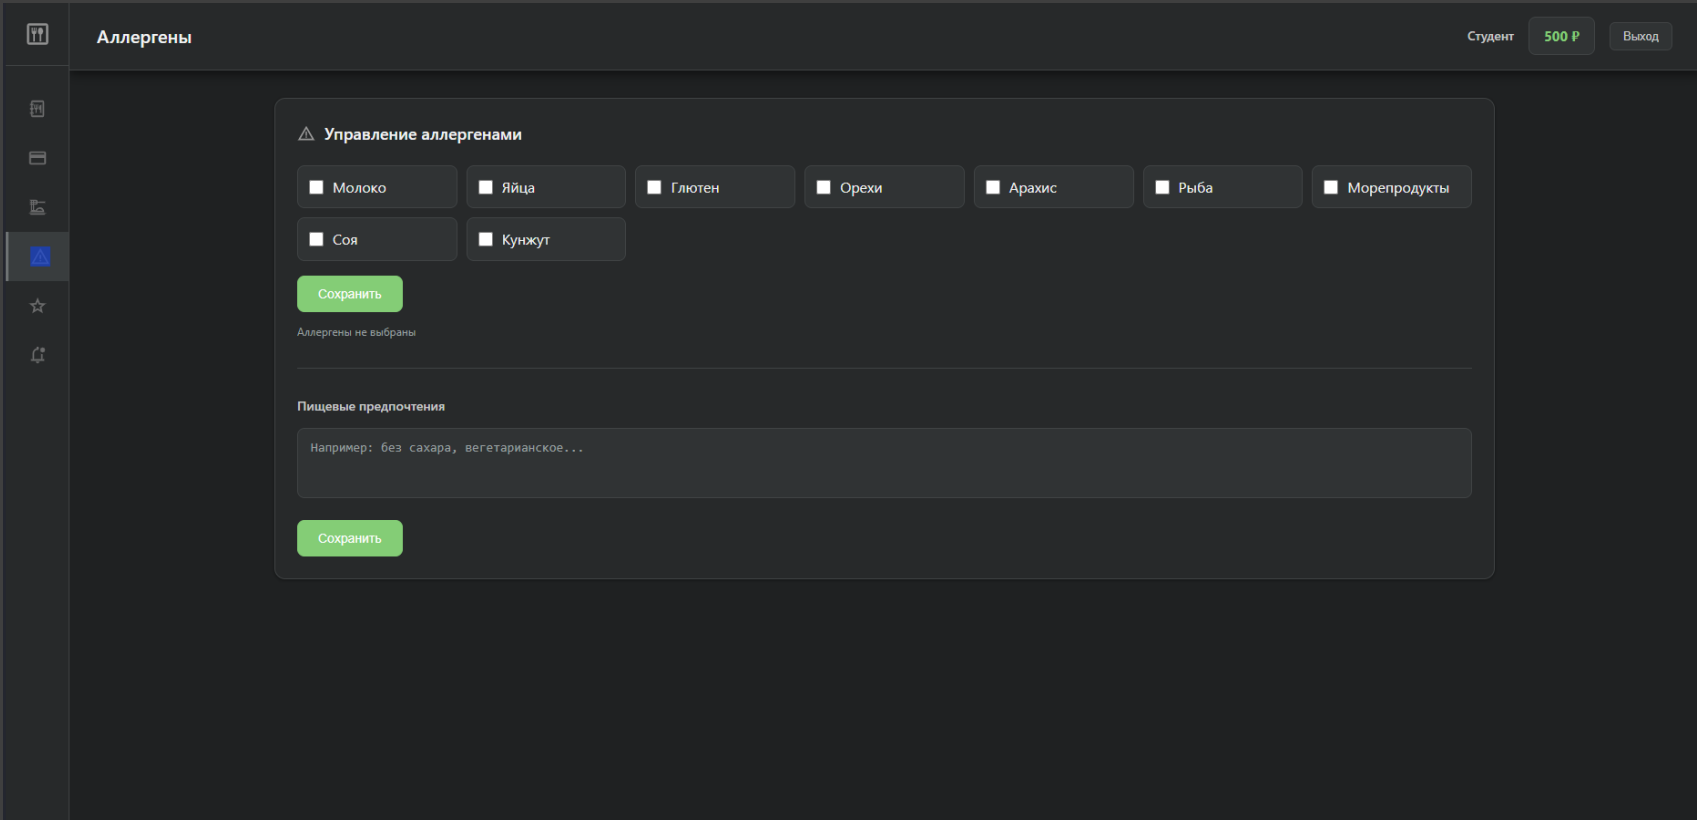 Аллергены
Студент
500 ₽
Выход
Управление аллергенами
Молоко
Яйца
Глютен
Орехи
Арахис
Рыба
Морепродукты
Соя
Кунжут
Сохранить
Аллергены не выбраны
Пищевые предпочтения
Например: без сахара, вегетарианское...
Сохранить